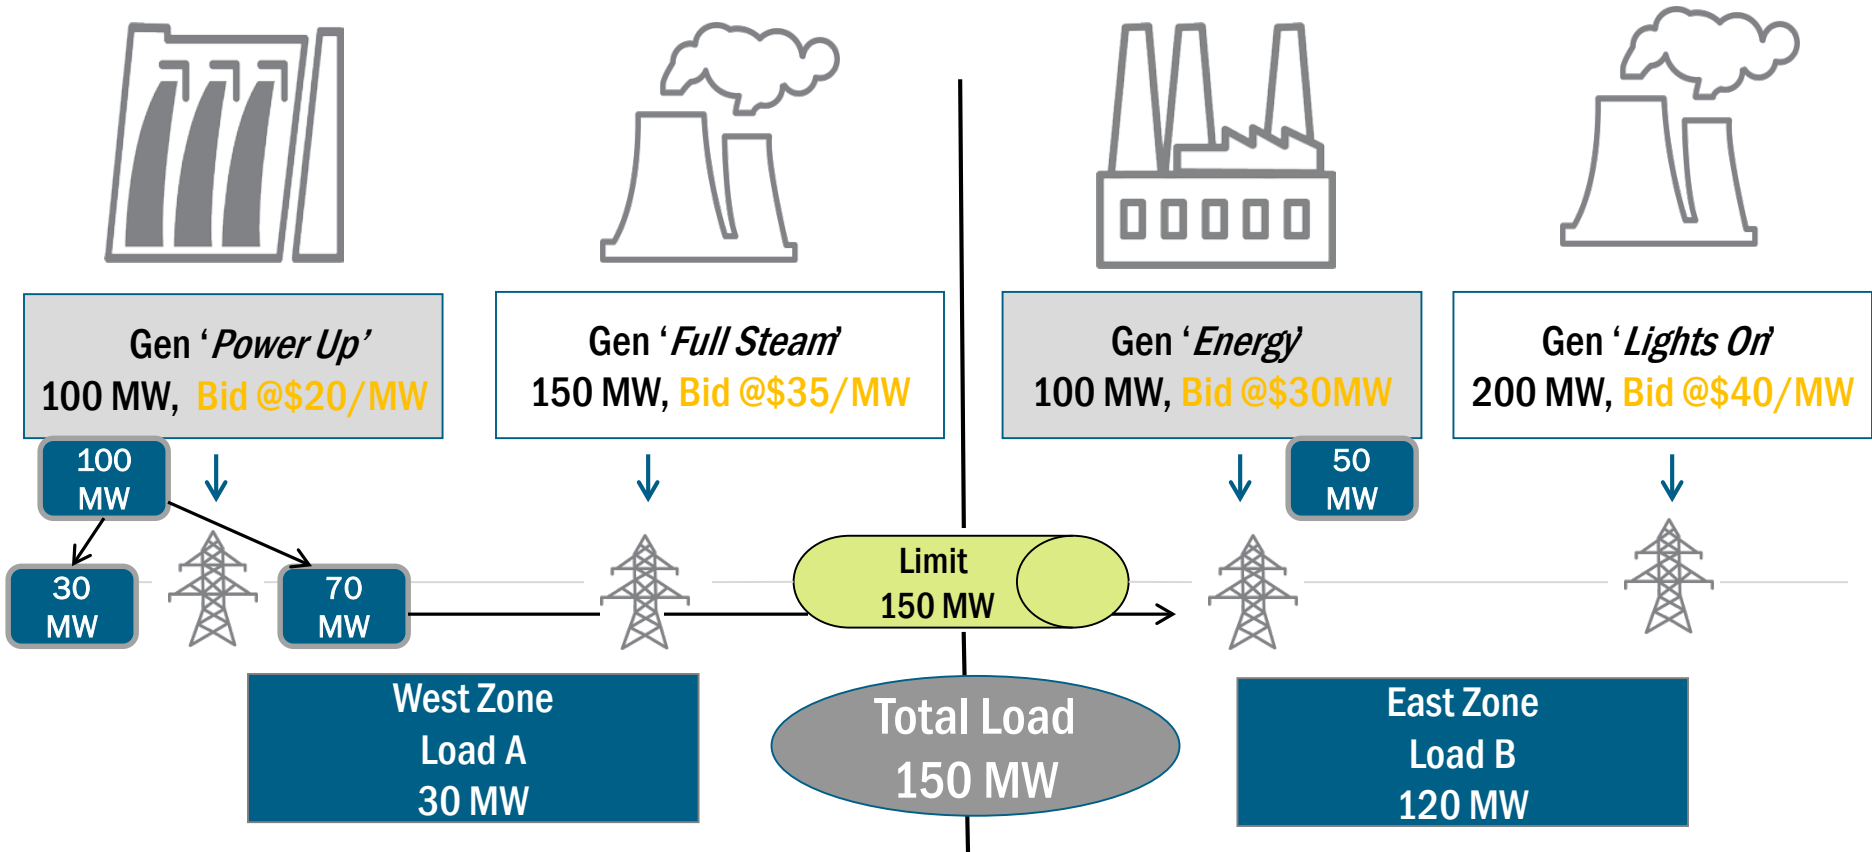 Gen ‘Power Up’
100 MW, Bid @$20/MW
Gen ‘Full Steam’
150 MW, Bid @$35/MW
Gen ‘Energy’
100 MW, Bid @$30MW
Gen ‘Lights On’
200 MW, Bid @$40/MW
100
MW
50
MW
30
MW
70
MW
Limit
150 MW
West Zone
Load A
30 MW
Total Load
150 MW
East Zone
Load B
120 MW